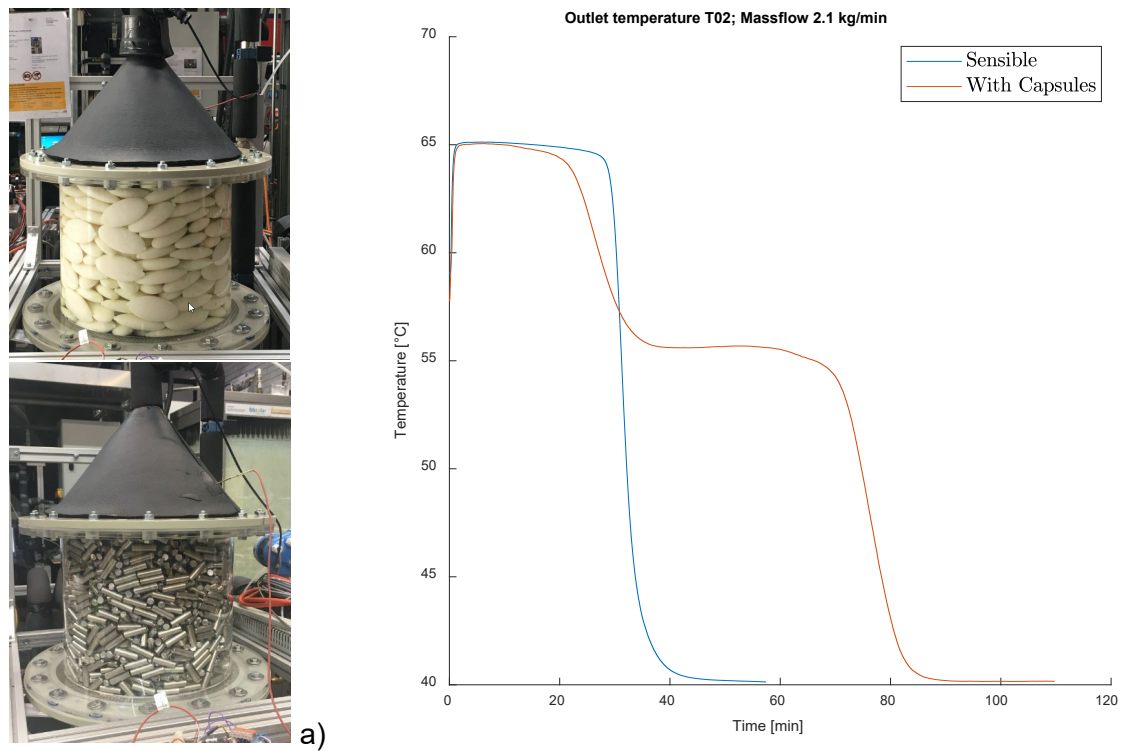 Outlet temperature T02; Massflow 2.1 kg/min
Sensible
With Capsules
Temperature [°C]
70
65
60
55
50
45
40
0
20
40
60
80
100
120
Time [min]
a)